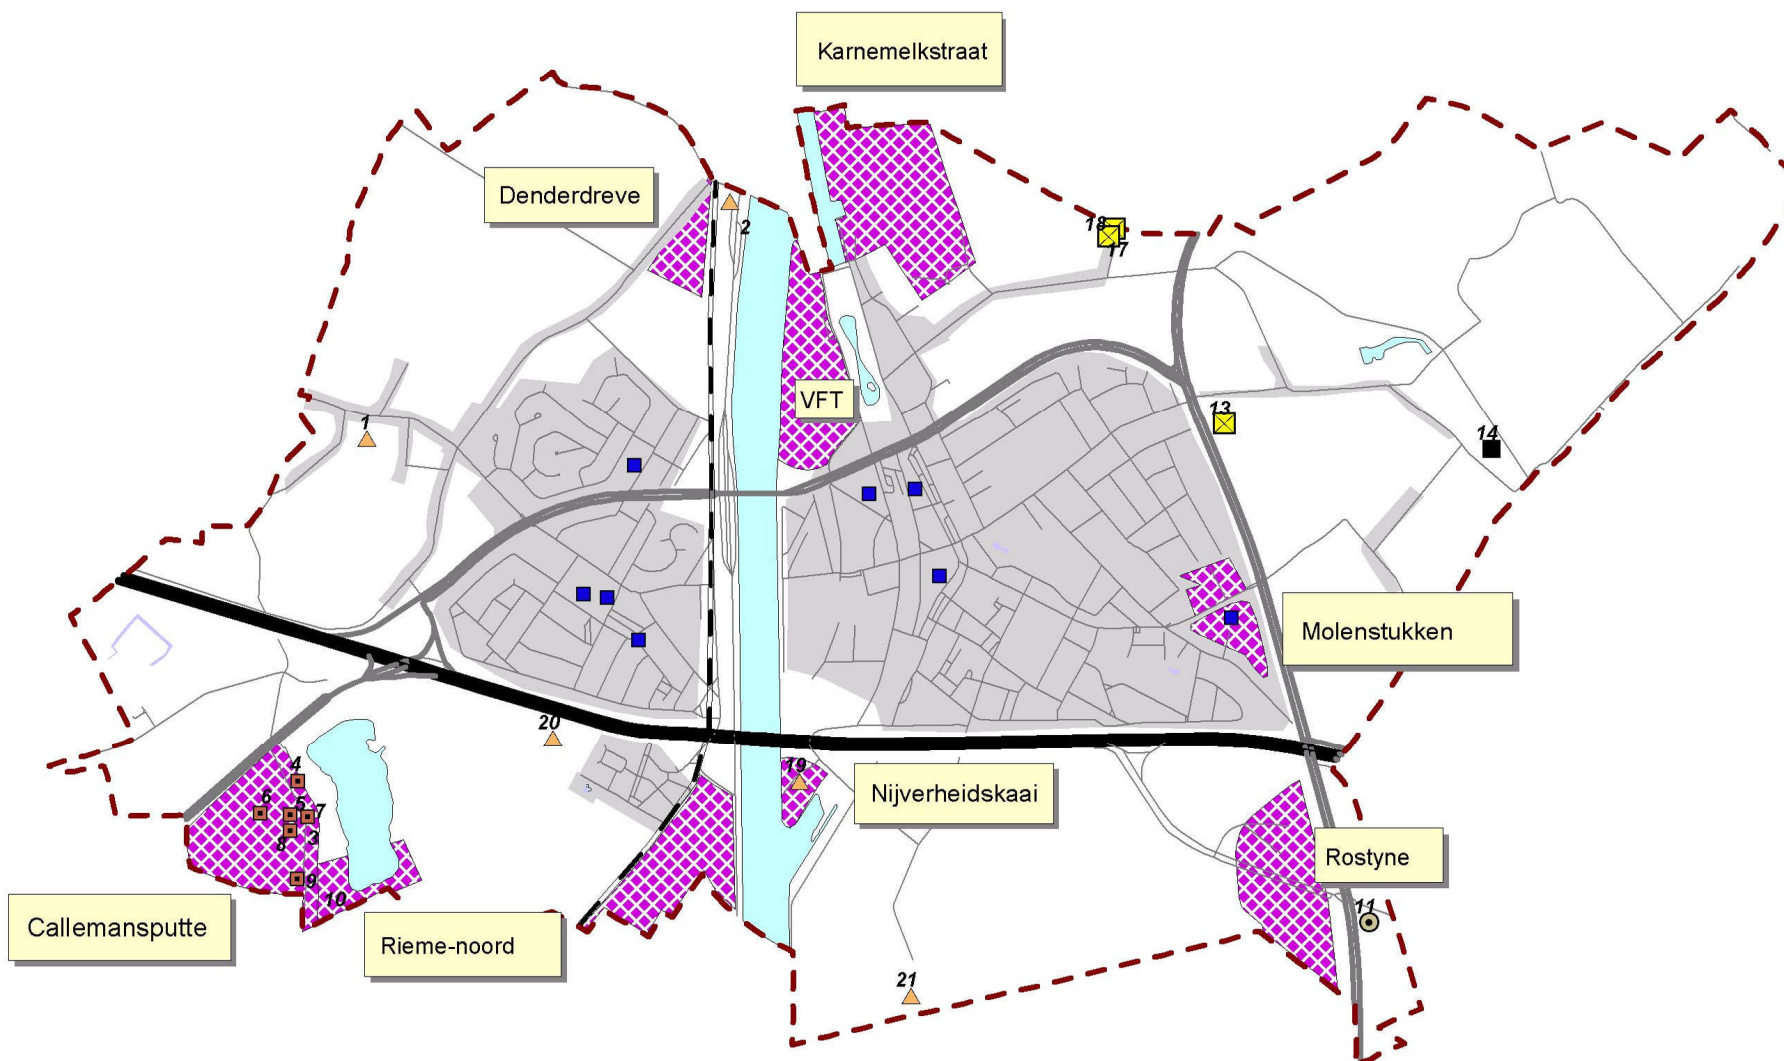 Karnemelkstraat
Denderdreve
2
18
17
VFT
1
13
14
Molenstukken
20
19
Nijverheidskaai
4
6
5
7
8
3
9
10
Rostyne
11
Callemansputte
Rieme-noord
21